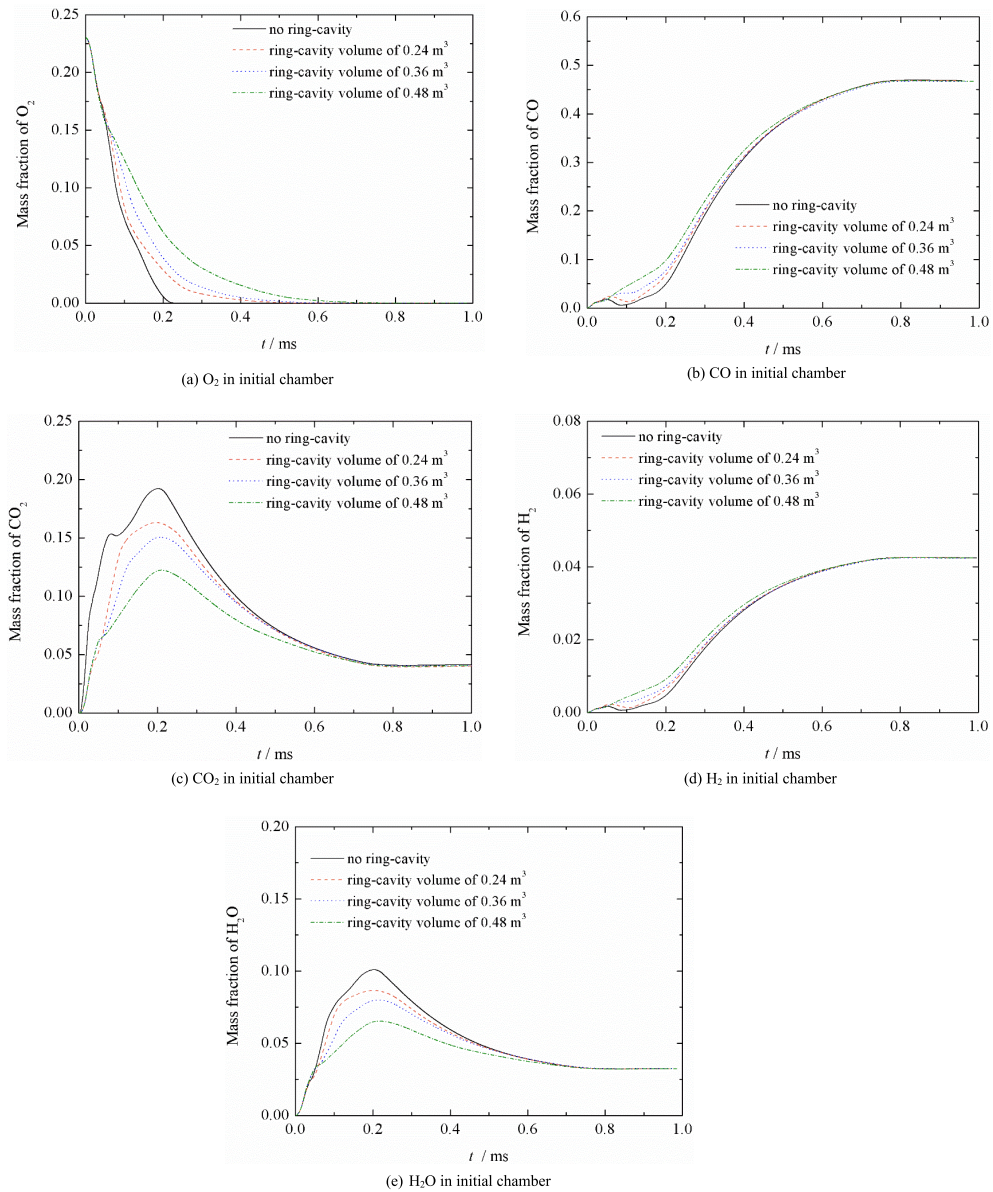 0.25
0.20
0.15
0.10
0.05
0.00
Mass fraction of O₂
no ring-cavity
ring-cavity volume of 0.24 m³
ring-cavity volume of 0.36 m³
ring-cavity volume of 0.48 m³
0.0 0.2 0.4 0.6 0.8 1.0
t / ms
(a) O₂ in initial chamber
0.6
0.5
0.4
0.3
0.2
0.1
0.0
Mass fraction of CO
no ring-cavity
ring-cavity volume of 0.24 m³
ring-cavity volume of 0.36 m³
ring-cavity volume of 0.48 m³
0.0 0.2 0.4 0.6 0.8 1.0
t / ms
(b) CO in initial chamber
0.25
0.20
0.15
0.10
0.05
0.00
Mass fraction of CO₂
no ring-cavity
ring-cavity volume of 0.24 m³
ring-cavity volume of 0.36 m³
ring-cavity volume of 0.48 m³
0.0 0.2 0.4 0.6 0.8 1.0
t / ms
(c) CO₂ in initial chamber
0.08
0.06
0.04
0.02
0.00
Mass fraction of H₂
no ring-cavity
ring-cavity volume of 0.24 m³
ring-cavity volume of 0.36 m³
ring-cavity volume of 0.48 m³
0.0 0.2 0.4 0.6 0.8 1.0
t / ms
(d) H₂ in initial chamber
0.20
0.15
0.10
0.05
0.00
Mass fraction of H₂O
no ring-cavity
ring-cavity volume of 0.24 m³
ring-cavity volume of 0.36 m³
ring-cavity volume of 0.48 m³
0.0 0.2 0.4 0.6 0.8 1.0
t / ms
(e) H₂O in initial chamber